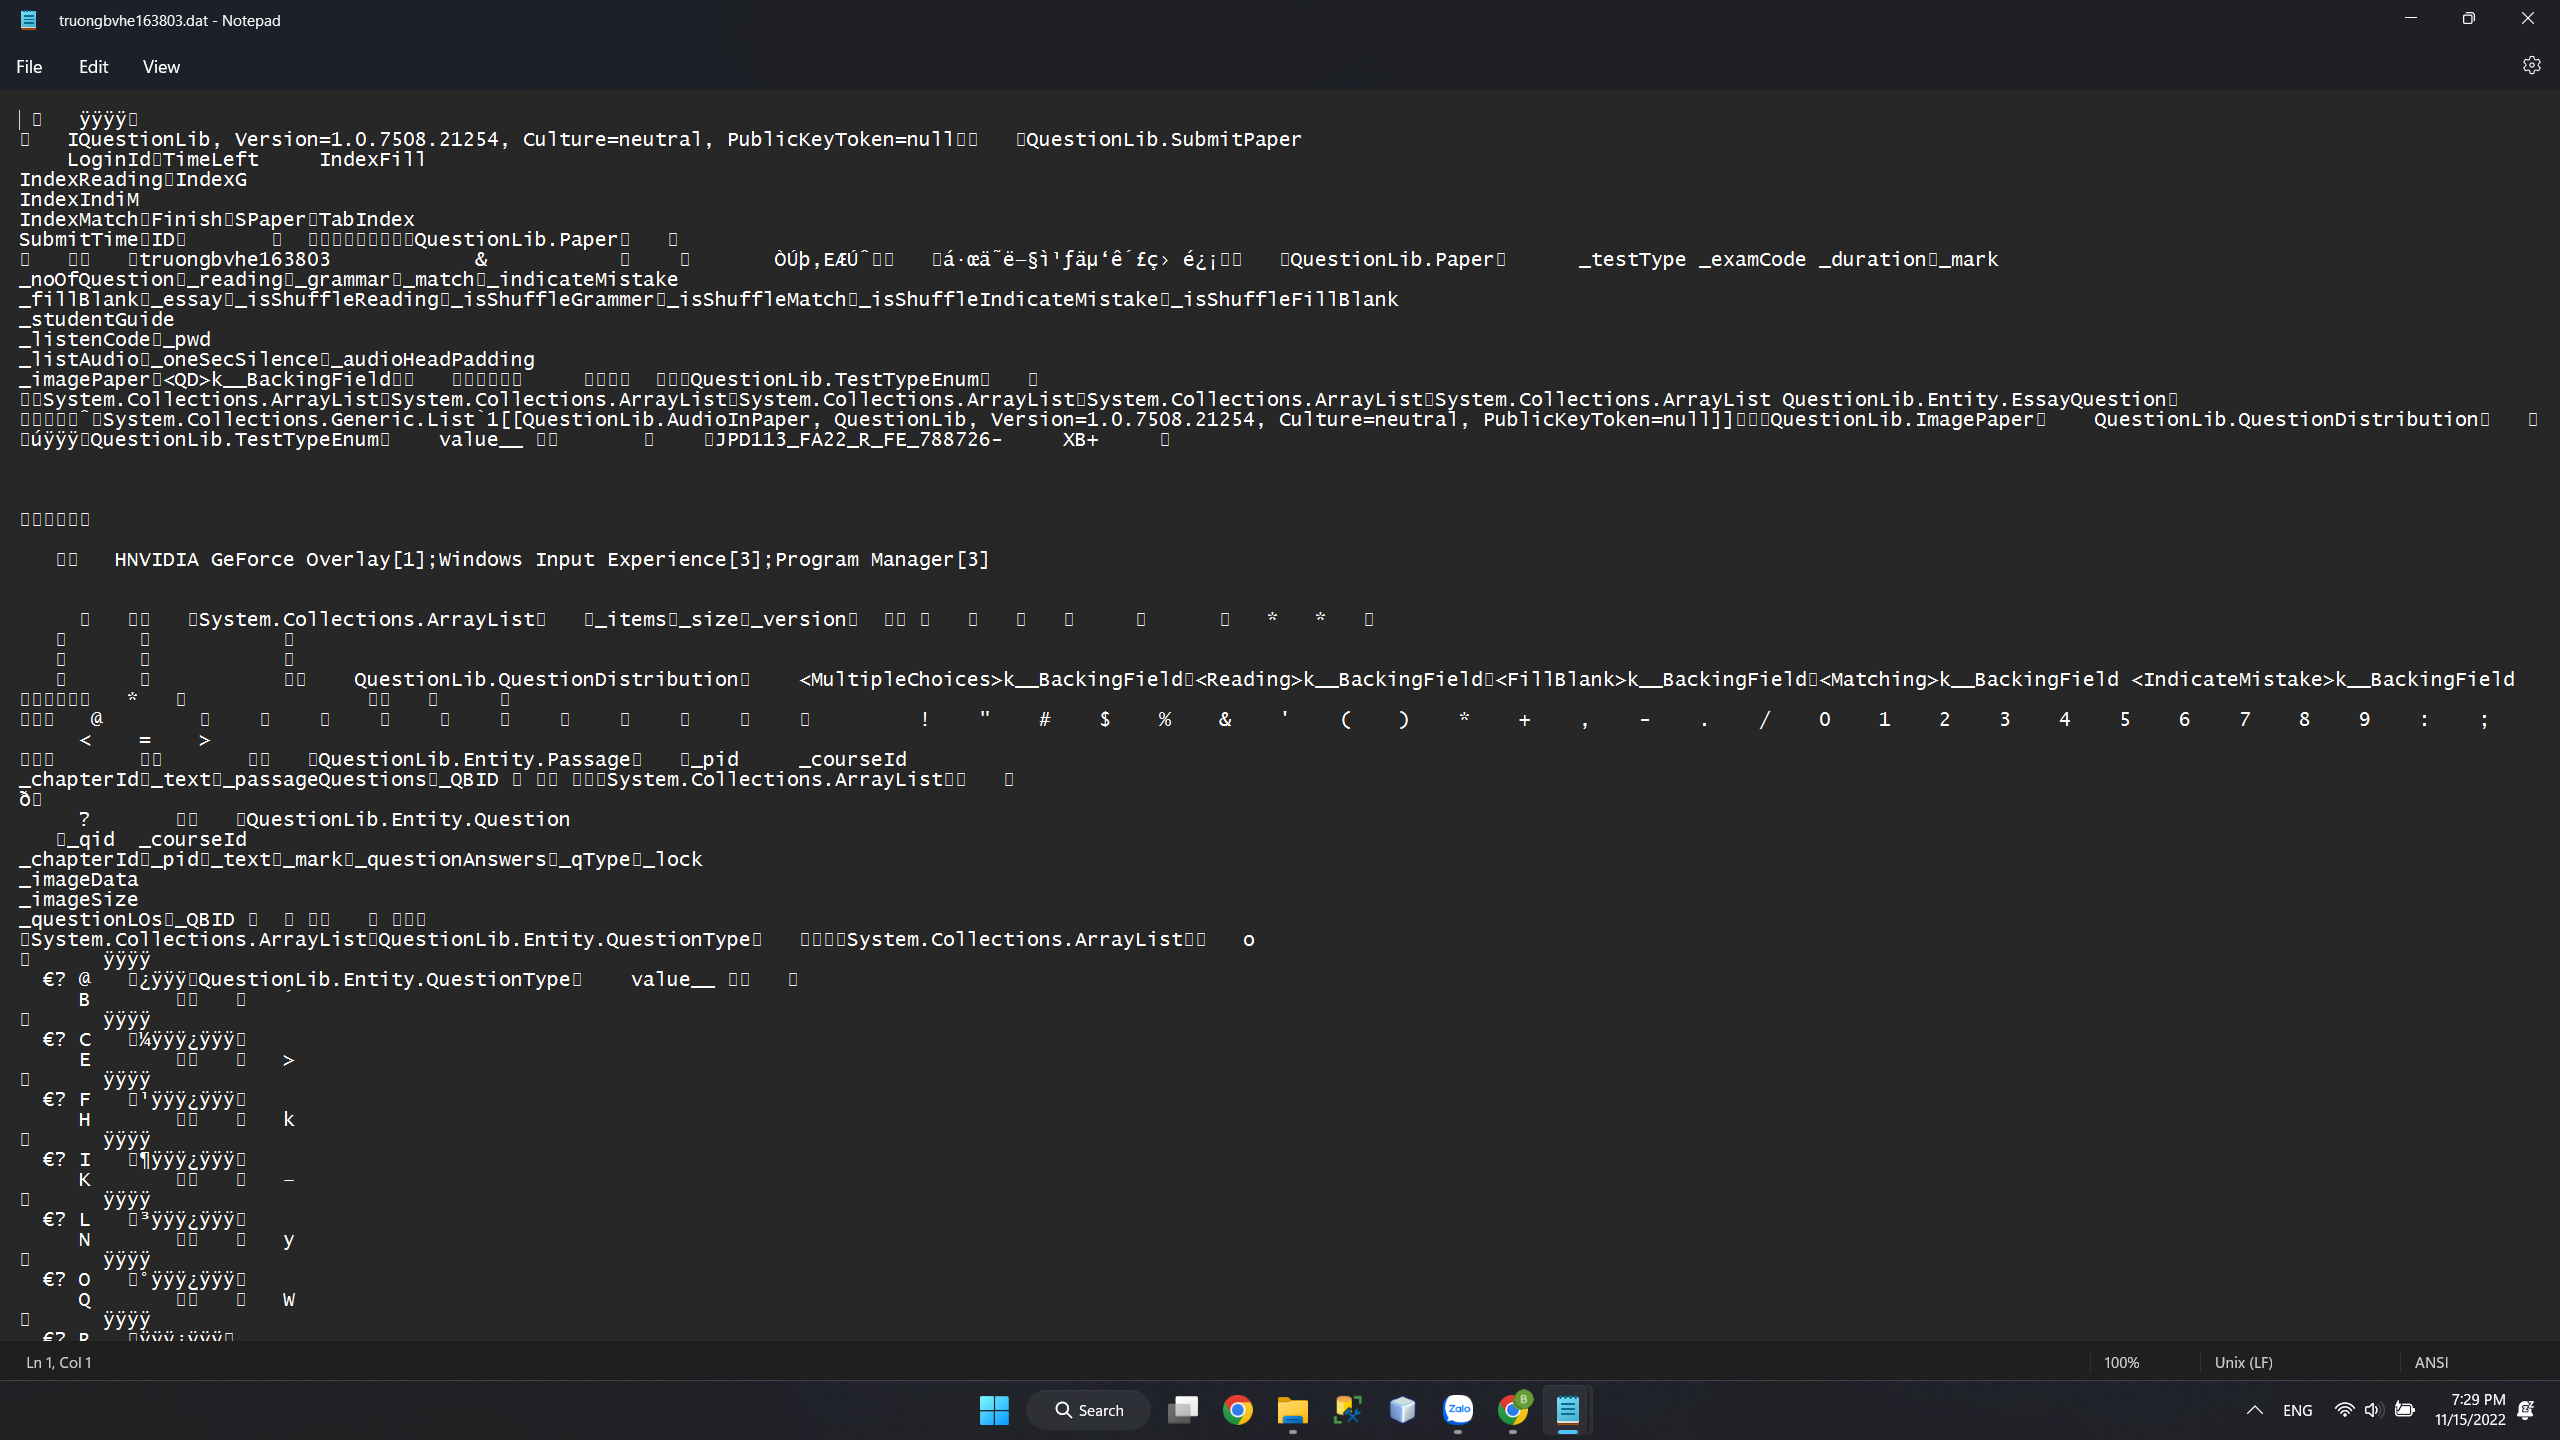 truongbvhe163803.dat - Notepad
File Edit View
ÿÿÿÿ
IQuestionLib, Version=1.0.7508.21254, Culture=neutral, PublicKeyToken=null QuestionLib.SubmitPaper
LoginId TimeLeft IndexFill
IndexReading IndexG
IndexIndiM
IndexMatch Finish SPaper TabIndex
SubmitTime ID QuestionLib.Paper
truongbvhe163803 & QuestionLib.Paper _testType _examCode _duration _mark
_noOfQuestion _reading _grammar _match _indicateMistake
_fillBlank _essay _isShuffleReading _isShuffleGrammer _isShuffleMatch _isShuffleIndicateMistake _isShuffleFillBlank
_studentGuide
_listenCode _pwd
_listAudio _oneSecSilence _audioHeadPadding
_imagePaper <QD>k__BackingField QuestionLib.TestTypeEnum
System.Collections.ArrayList System.Collections.ArrayList System.Collections.ArrayList System.Collections.ArrayList System.Collections.ArrayList QuestionLib.Entity.EssayQuestion
System.Collections.Generic.List`1[[QuestionLib.AudioInPaper, QuestionLib, Version=1.0.7508.21254, Culture=neutral, PublicKeyToken=null]] QuestionLib.ImagePaper QuestionLib.QuestionDistribution
úÿÿÿ QuestionLib.TestTypeEnum value__ JPD113_FA22_R_FE_788726- XB+
HNVIDIA GeForce Overlay[1];Windows Input Experience[3];Program Manager[3]
System.Collections.ArrayList _items _size _version * *
QuestionLib.QuestionDistribution <MultipleChoices>k__BackingField <Reading>k__BackingField <FillBlank>k__BackingField <Matching>k__BackingField <IndicateMistake>k__BackingField
*
@ ! " # $ % & ' ( ) * + , - . / 0 1 2 3 4 5 6 7 8 9 : ;
< = >
QuestionLib.Entity.Passage _pid _courseId
_chapterId _text _passageQuestions _QBID System.Collections.ArrayList
ð
? QuestionLib.Entity.Question
_qid _courseId
_chapterId _pid _text _mark _questionAnswers _qType _lock
_imageData
_imageSize
_questionLOs _QBID
System.Collections.ArrayList QuestionLib.Entity.QuestionType System.Collections.ArrayList o
ÿÿÿÿ
€? @ ¿ÿÿÿ QuestionLib.Entity.QuestionType value__
B ´
ÿÿÿÿ
€? C ¼ÿÿÿ¿ÿÿÿ
E >
ÿÿÿÿ
€? F ¹ÿÿÿ¿ÿÿÿ
H k
ÿÿÿÿ
€? I ¶ÿÿÿ¿ÿÿÿ
K –
ÿÿÿÿ
€? L ³ÿÿÿ¿ÿÿÿ
N y
ÿÿÿÿ
€? O °ÿÿÿ¿ÿÿÿ
Q W
ÿÿÿÿ
Ln 1, Col 1 100% Unix (LF) ANSI
Search Zalo B ENG 7:29 PM
11/15/2022